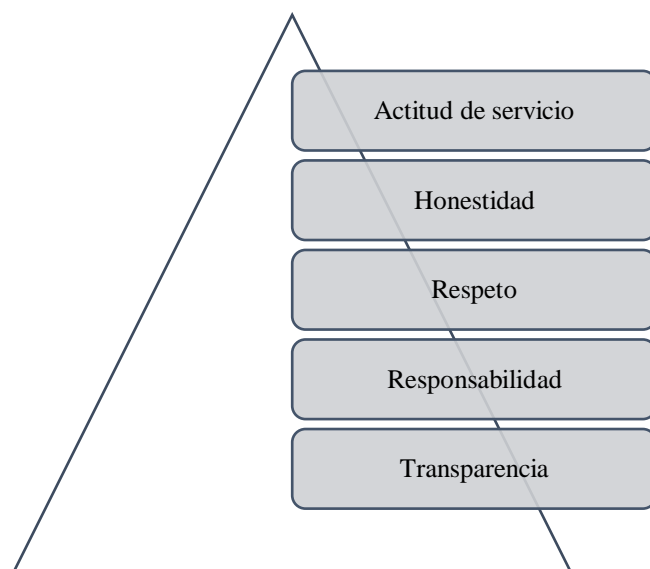 Actitud de servicio
Honestidad
Respeto
Responsabilidad
Transparencia